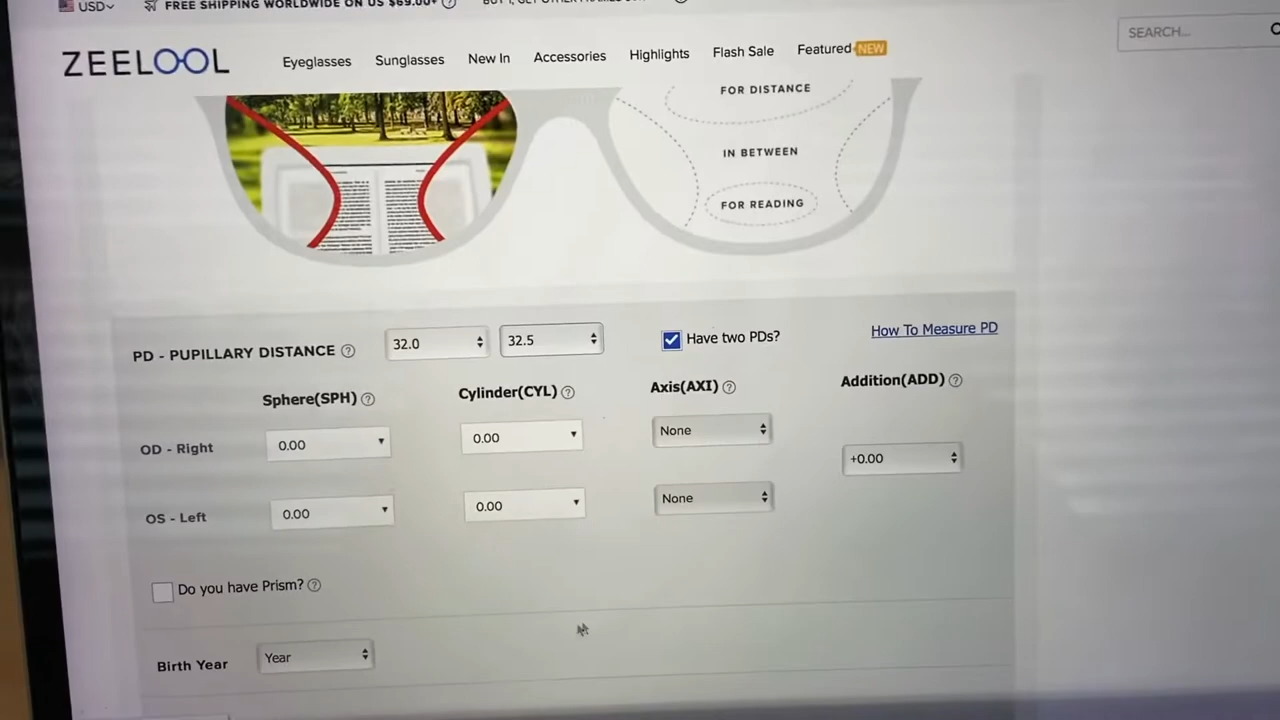 USD
FREE SHIPPING WORLDWIDE ON US $69.00+
SEARCH...
ZEELOOL
Eyeglasses Sunglasses New In Accessories Highlights Flash Sale Featured NEW
FOR DISTANCE
IN BETWEEN
FOR READING
PD - PUPILLARY DISTANCE ? 32.0 32.5 Have two PDs? How To Measure PD
Sphere(SPH) ? Cylinder(CYL) ? Axis(AXI) ? Addition(ADD) ?
OD - Right 0.00 0.00 None
+0.00
OS - Left 0.00 0.00 None
Do you have Prism? ?
Birth Year Year